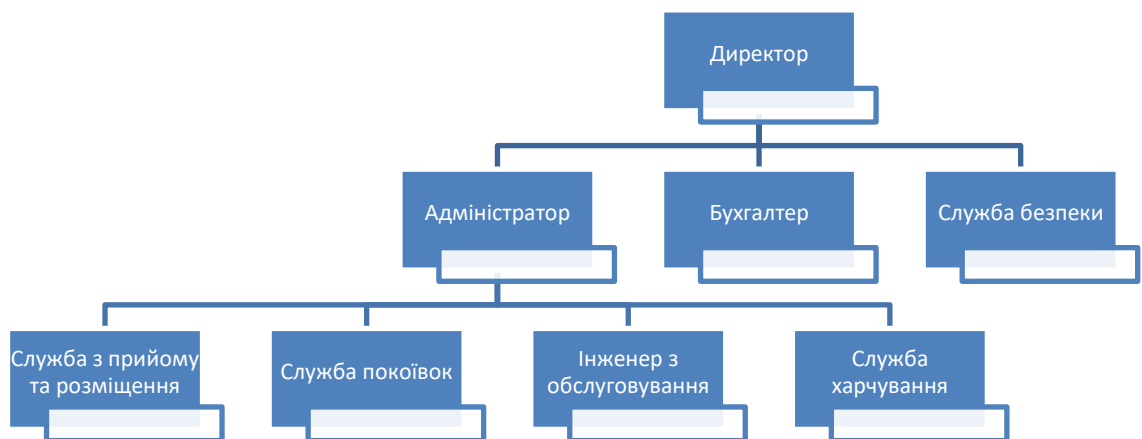 Директор
Адміністратор
Бухгалтер
Служба безпеки
Служба з прийому
та розміщення
Служба покоївок
Інженер з
обслуговування
Служба
харчування